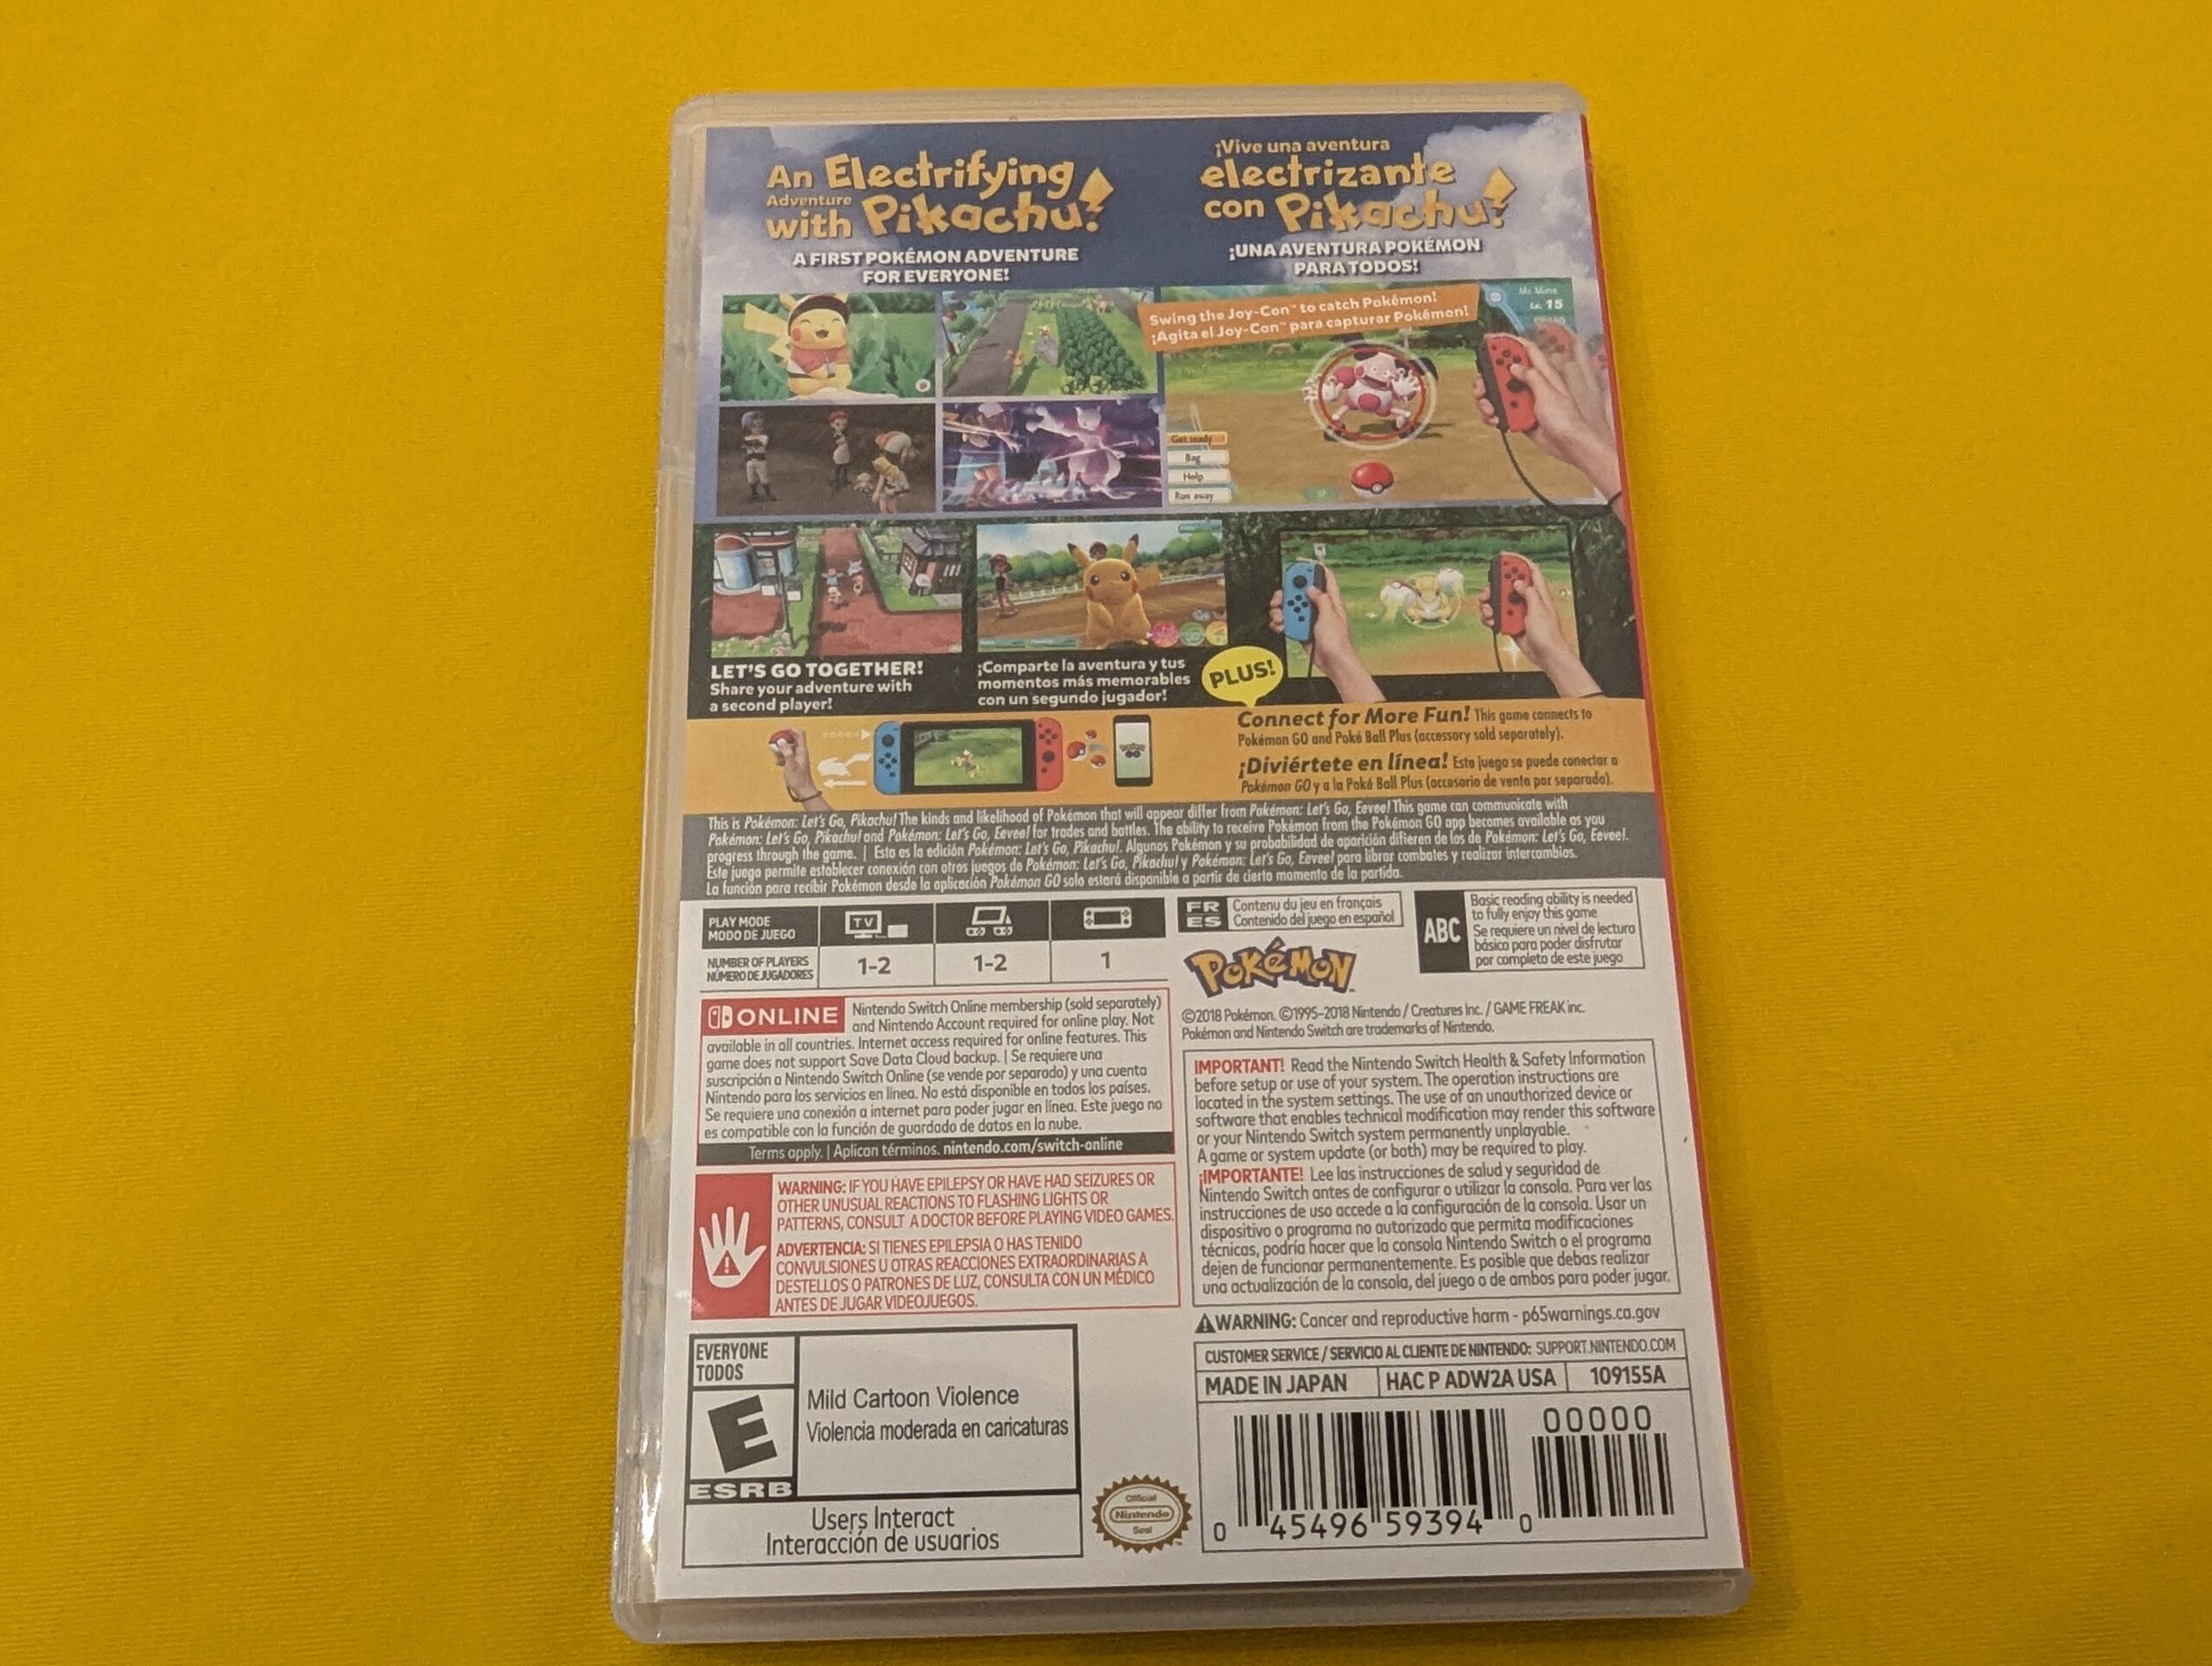 An Electrifying
Adventure
with Pikachu!
A FIRST POKÉMON ADVENTURE
FOR EVERYONE!
¡Vive una aventura
electrizante
con Pikachu!
¡UNA AVENTURA POKÉMON
PARA TODOS!
Swing the Joy-Con™ to catch Pokémon!
¡Agita el Joy-Con™ para capturar Pokémon!
Mr. Mime
Lv. 15
Get ready
Bag
Help
Run away
LET'S GO TOGETHER!
Share your adventure with
a second player!
¡Comparte la aventura y tus
momentos más memorables
con un segundo jugador!
PLUS!
Connect for More Fun! This game connects to
Pokémon GO and Poké Ball Plus (accessory sold separately).
¡Diviértete en línea! Este juego se puede conectar a
Pokémon GO y a la Poké Ball Plus (accesorio de venta por separado).
This is Pokémon: Let's Go, Pikachu! The kinds and likelihood of Pokémon that will appear differ from Pokémon: Let's Go, Eevee! This game can communicate with
Pokémon: Let's Go, Pikachu! and Pokémon: Let's Go, Eevee! for trades and battles. The ability to receive Pokémon from the Pokémon GO app becomes available as you
progress through the game. | Esta es la edición Pokémon: Let's Go, Pikachu!. Algunos Pokémon y su probabilidad de aparición difieren de los de Pokémon: Let's Go, Eevee!.
Este juego permite establecer conexión con otros juegos de Pokémon: Let's Go, Pikachu! y Pokémon: Let's Go, Eevee! para librar combates y realizar intercambios.
La función para recibir Pokémon desde la aplicación Pokémon GO solo estará disponible a partir de cierto momento de la partida.
PLAY MODE
MODO DE JUEGO
TV
NUMBER OF PLAYERS
NÚMERO DE JUGADORES
1-2
1-2
1
FR
ES
Contenu du jeu en français
Contenido del juego en español
ABC
Basic reading ability is needed
to fully enjoy this game
Se requiere un nivel de lectura
básico para poder disfrutar
por completo de este juego
POKéMON™
©2018 Pokémon. ©1995–2018 Nintendo / Creatures Inc. / GAME FREAK inc.
Pokémon and Nintendo Switch are trademarks of Nintendo.
ONLINE
Nintendo Switch Online membership (sold separately)
and Nintendo Account required for online play. Not
available in all countries. Internet access required for online features. This
game does not support Save Data Cloud backup. | Se requiere una
suscripción a Nintendo Switch Online (se vende por separado) y una cuenta
Nintendo para los servicios en línea. No está disponible en todos los países.
Se requiere una conexión a internet para poder jugar en línea. Este juego no
es compatible con la función de guardado de datos en la nube.
Terms apply. | Aplican términos. nintendo.com/switch-online
WARNING: IF YOU HAVE EPILEPSY OR HAVE HAD SEIZURES OR
OTHER UNUSUAL REACTIONS TO FLASHING LIGHTS OR
PATTERNS, CONSULT A DOCTOR BEFORE PLAYING VIDEO GAMES.
ADVERTENCIA: SI TIENES EPILEPSIA O HAS TENIDO
CONVULSIONES U OTRAS REACCIONES EXTRAORDINARIAS A
DESTELLOS O PATRONES DE LUZ, CONSULTA CON UN MÉDICO
ANTES DE JUGAR VIDEOJUEGOS.
IMPORTANT! Read the Nintendo Switch Health & Safety Information
before setup or use of your system. The operation instructions are
located in the system settings. The use of an unauthorized device or
software that enables technical modification may render this software
or your Nintendo Switch system permanently unplayable.
A game or system update (or both) may be required to play.
¡IMPORTANTE! Lee las instrucciones de salud y seguridad de
Nintendo Switch antes de configurar o utilizar la consola. Para ver las
instrucciones de uso accede a la configuración de la consola. Usar un
dispositivo o programa no autorizado que permita modificaciones
técnicas, podría hacer que la consola Nintendo Switch o el programa
dejen de funcionar permanentemente. Es posible que debas realizar
una actualización de la consola, del juego o de ambos para poder jugar.
WARNING: Cancer and reproductive harm - p65warnings.ca.gov
CUSTOMER SERVICE / SERVICIO AL CLIENTE DE NINTENDO: SUPPORT.NINTENDO.COM
MADE IN JAPAN
HAC P ADW2A USA
109155A
EVERYONE
TODOS
E
ESRB
Mild Cartoon Violence
Violencia moderada en caricaturas
Users Interact
Interacción de usuarios
Official
Nintendo
Seal
00000
0 45496 59394 0